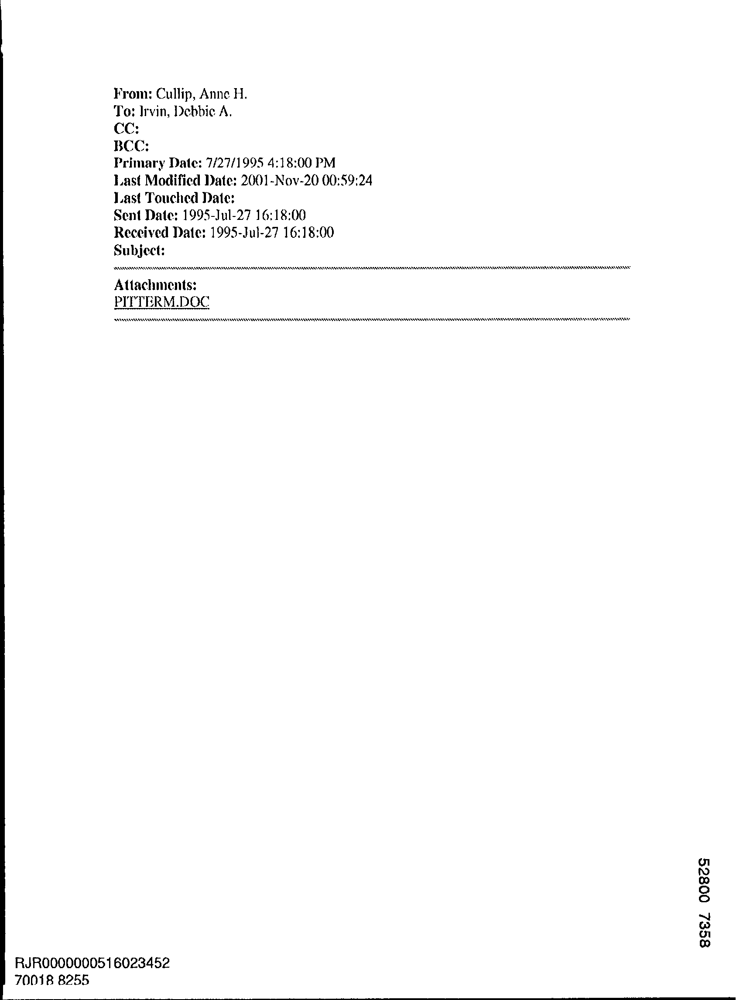 From: Cullip, Anne H.
To: Irvin, Debbie A.
CC:
BCC:
Primary Date: 7/27/1995 4:18:00 PM
Last Modified Date: 2001-Nov-20 00:59:24
Last Touched Date:
Sent Date: 1995-Jul-27 16:18:00
Received Date: 1995-Jul-27 16:18:00
Subject:
Attachments:
PITTERM.DOC
52800 7358
RJR0000000516023452
70018 8255